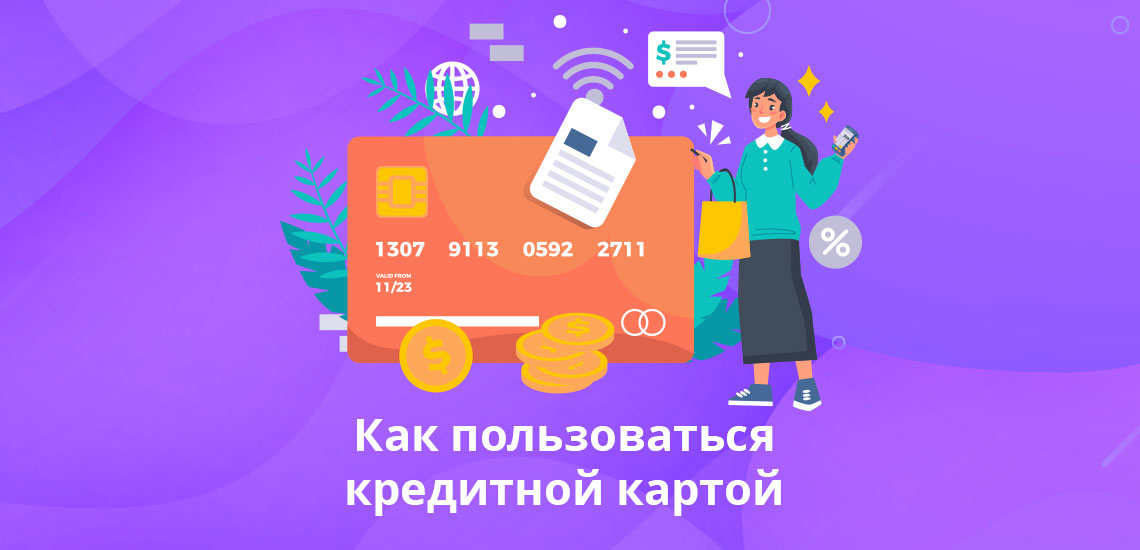 $
1307 9113 0592 2711
VALID FROM
11/23
%
$
$
Как пользоваться
кредитной картой